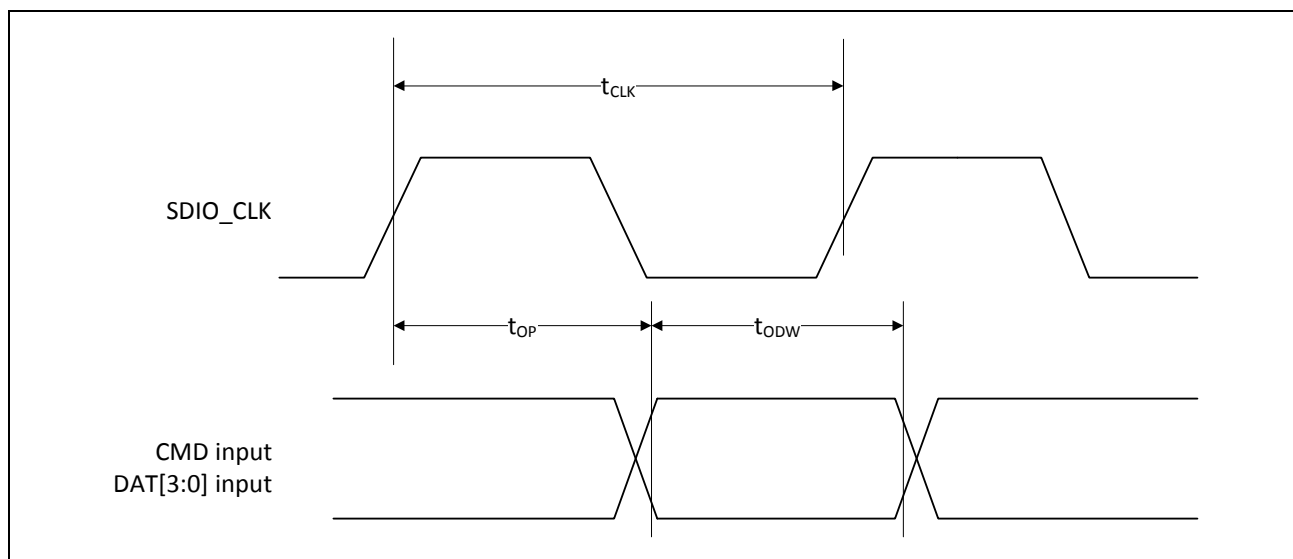 tCLK
SDIO_CLK
tOP
tODW
CMD input
DAT[3:0] input